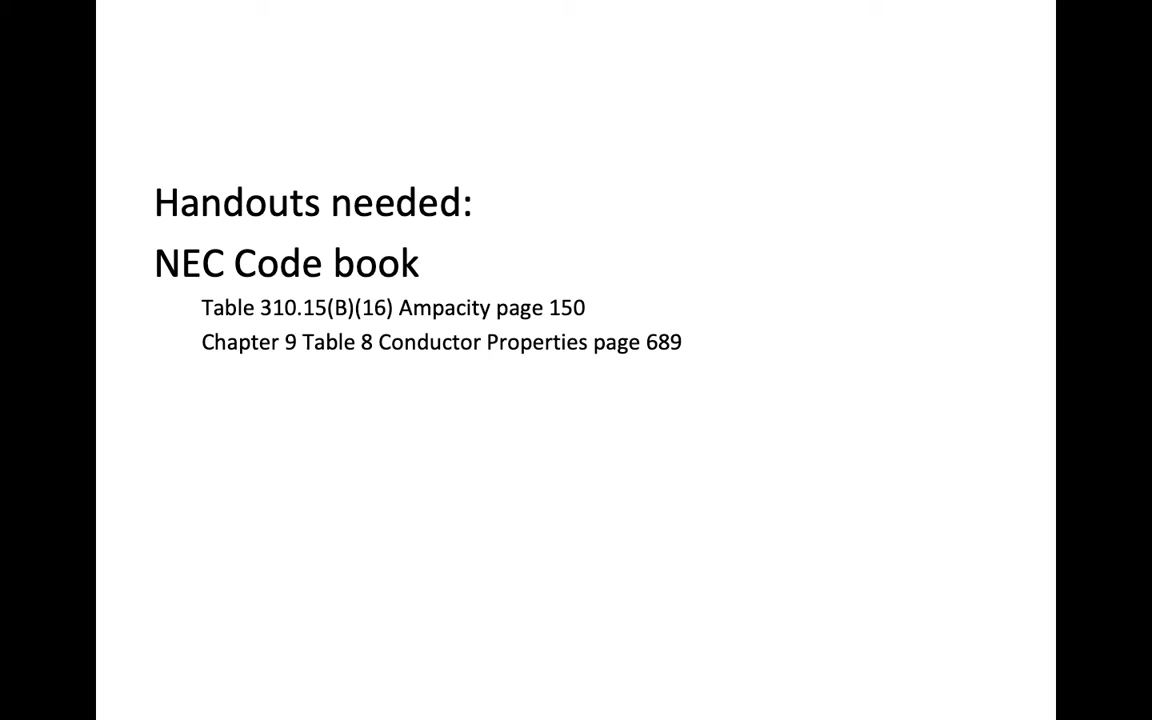 Handouts needed:
NEC Code book
Table 310.15(B)(16) Ampacity page 150
Chapter 9 Table 8 Conductor Properties page 689